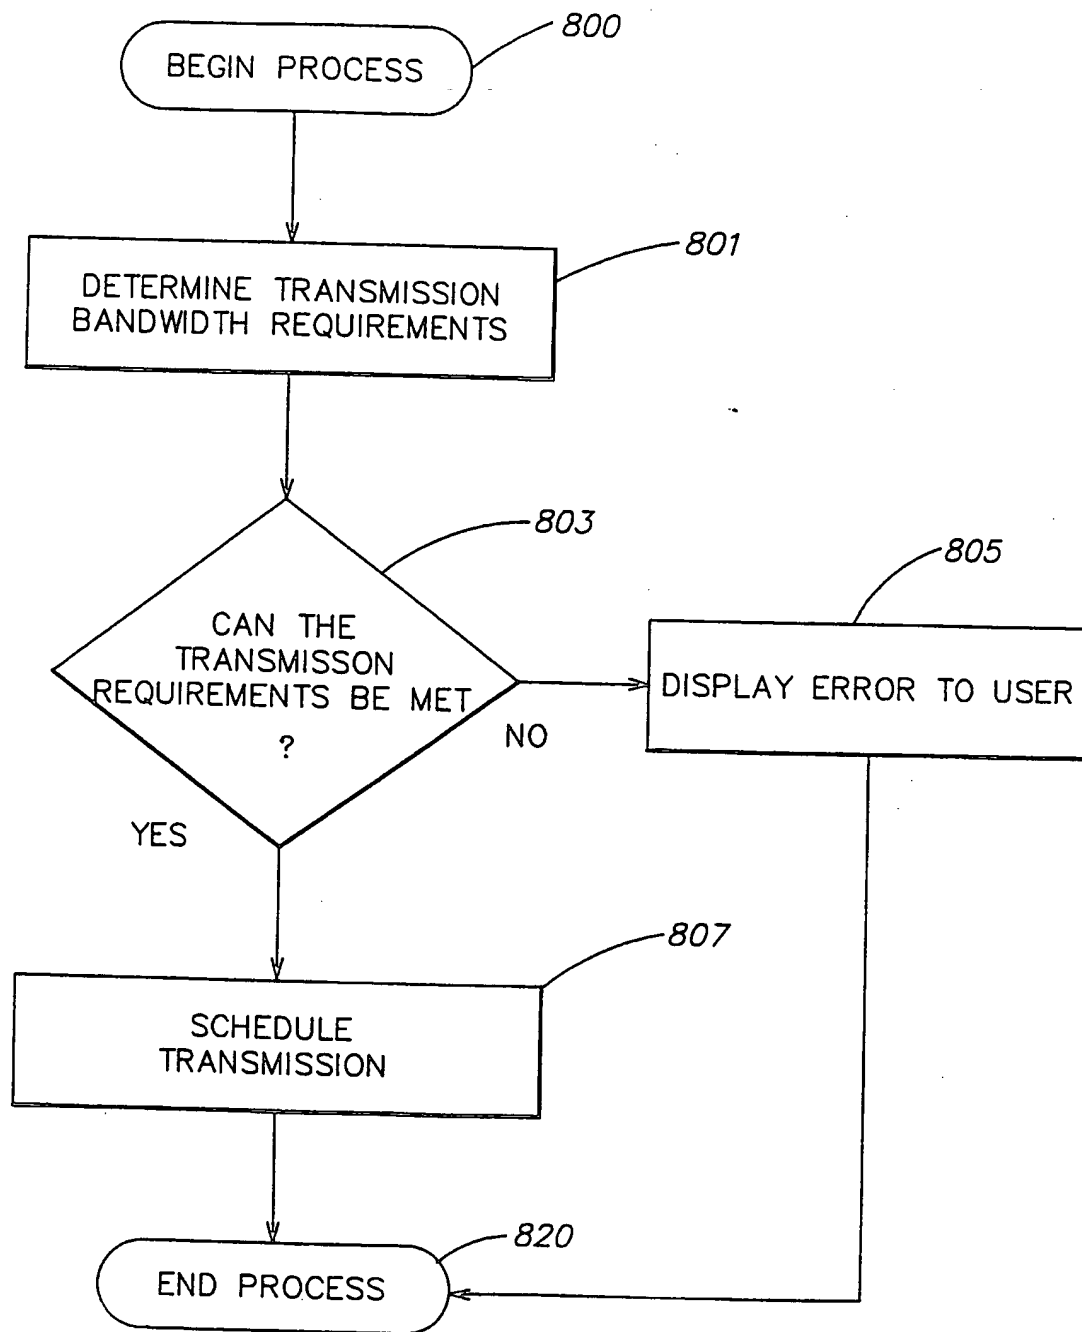 800
BEGIN PROCESS
801
DETERMINE TRANSMISSION
BANDWIDTH REQUIREMENTS
803
CAN THE
TRANSMISSON
REQUIREMENTS BE MET
?
NO
YES
805
DISPLAY ERROR TO USER
807
SCHEDULE
TRANSMISSION
820
END PROCESS